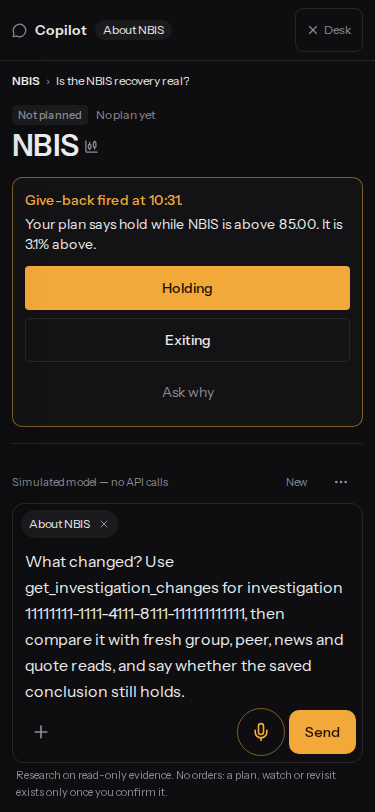 Copilot About NBIS × Desk
NBIS › Is the NBIS recovery real?
Not planned No plan yet
NBIS
Give-back fired at 10:31.
Your plan says hold while NBIS is above 85.00. It is
3.1% above.
Holding
Exiting
Ask why
Simulated model — no API calls New ...
About NBIS ×
What changed? Use
get_investigation_changes for investigation
11111111-1111-4111-8111-111111111111, then
compare it with fresh group, peer, news and
quote reads, and say whether the saved
conclusion still holds.
+ Send
Research on read-only evidence. No orders: a plan, watch or revisit
exists only once you confirm it.